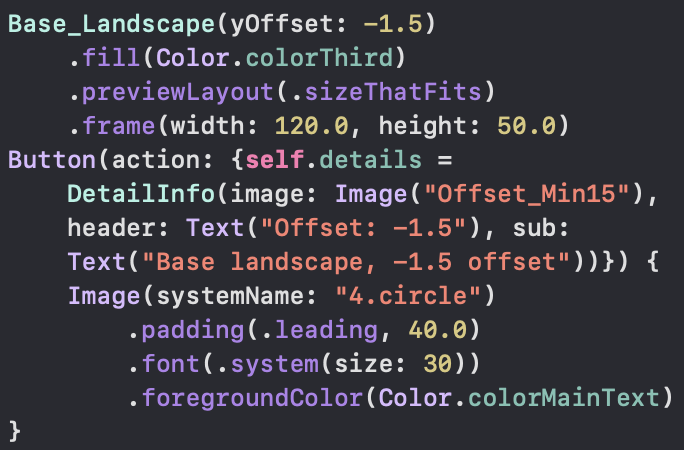 Base_Landscape(yOffset: -1.5)
.fill(Color.colorThird)
.previewLayout(.sizeThatFits)
.frame(width: 120.0, height: 50.0)
Button(action: {self.details =
DetailInfo(image: Image("Offset_Min15"),
header: Text("Offset: -1.5"), sub:
Text("Base landscape, -1.5 offset"))}) {
Image(systemName: "4.circle")
.padding(.leading, 40.0)
.font(.system(size: 30))
.foregroundColor(Color.colorMainText)
}